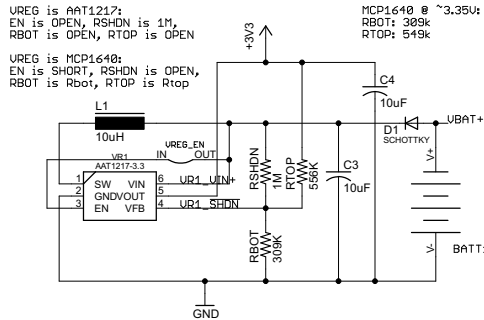 VREG is AAT1217:
EN is OPEN, RSHDN is 1M,
RBOT is OPEN, RTOP is OPEN
VREG is MCP1640:
EN is SHORT, RSHDN is OPEN,
RBOT is Rbot, RTOP is Rtop
MCP1640 @ ~3.35V:
RBOT: 309k
RTOP: 549k
+3V3
C4
10uF
L1
10uH
D1
SCHOTTKY
VBAT+
VREG_EN
IN OUT
VR1
AAT1217-3.3
1 SW VIN 6 VR1_VIN+
2 GND VOUT 5
3 EN VFB 4 VR1_SHDN
RSHDN
1M
RTOP
556K
C3
10uF
V+
V-
BATT1
RBOT
309K
GND